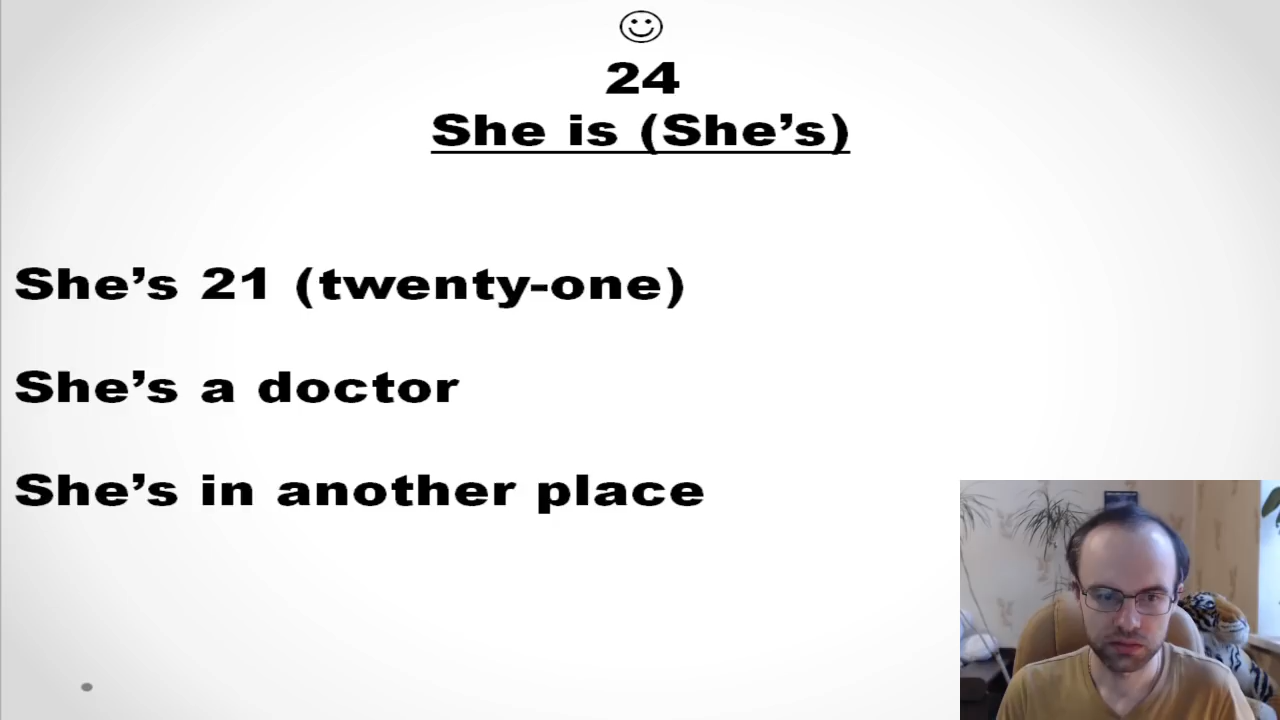 24
She is (She’s)
She’s 21 (twenty-one)
She’s a doctor
She’s in another place